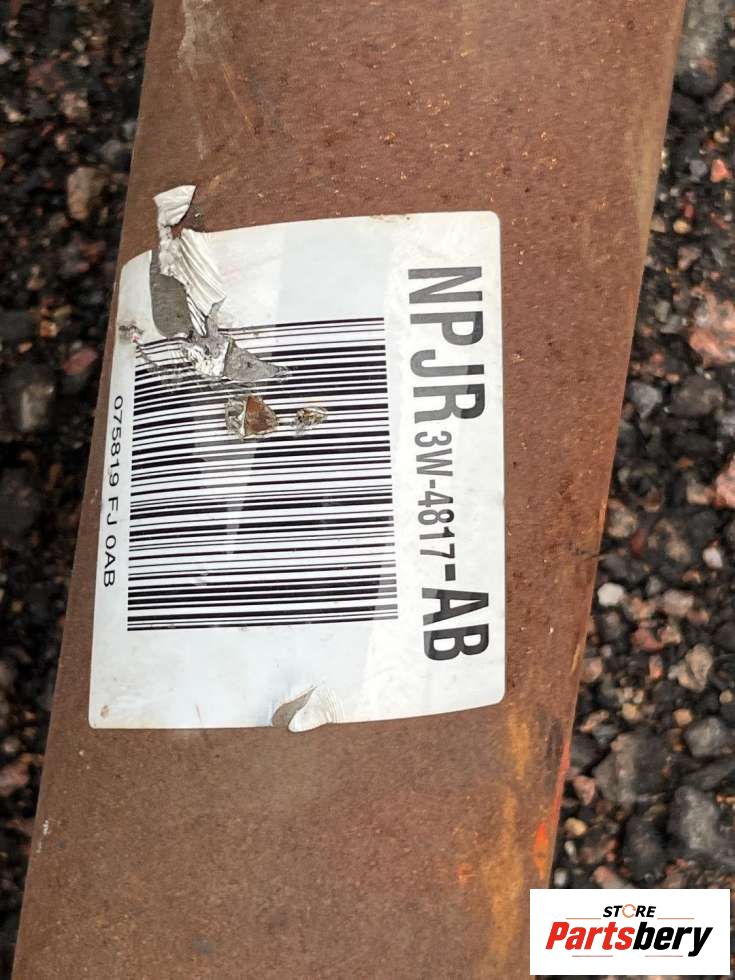 NPJR 3W-4817-AB
075819 FJ 0AB
STORE
Partsbery